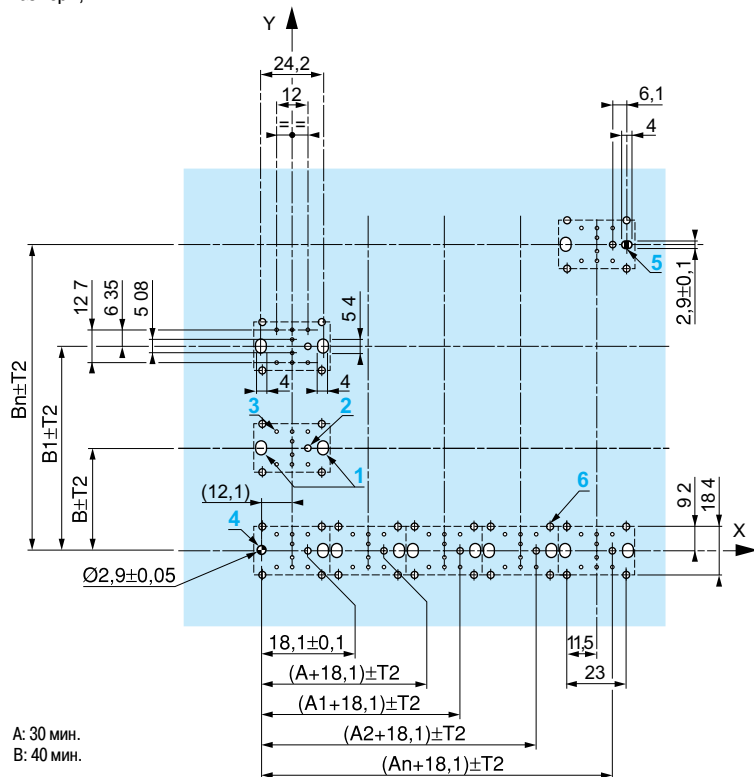 Y
24,2
12
=
=
6,1
4
5
2,9±0,1
12 7
6 35
5 08
5 4
4
4
Bn±T2
B1±T2
B±T2
3
2
1
(12,1)
4
6
9 2
18 4
X
Ø2,9±0,05
18,1±0,1
11,5
(A+18,1)±T2
23
(A1+18,1)±T2
(A2+18,1)±T2
(An+18,1)±T2
A: 30 мин.
B: 40 мин.